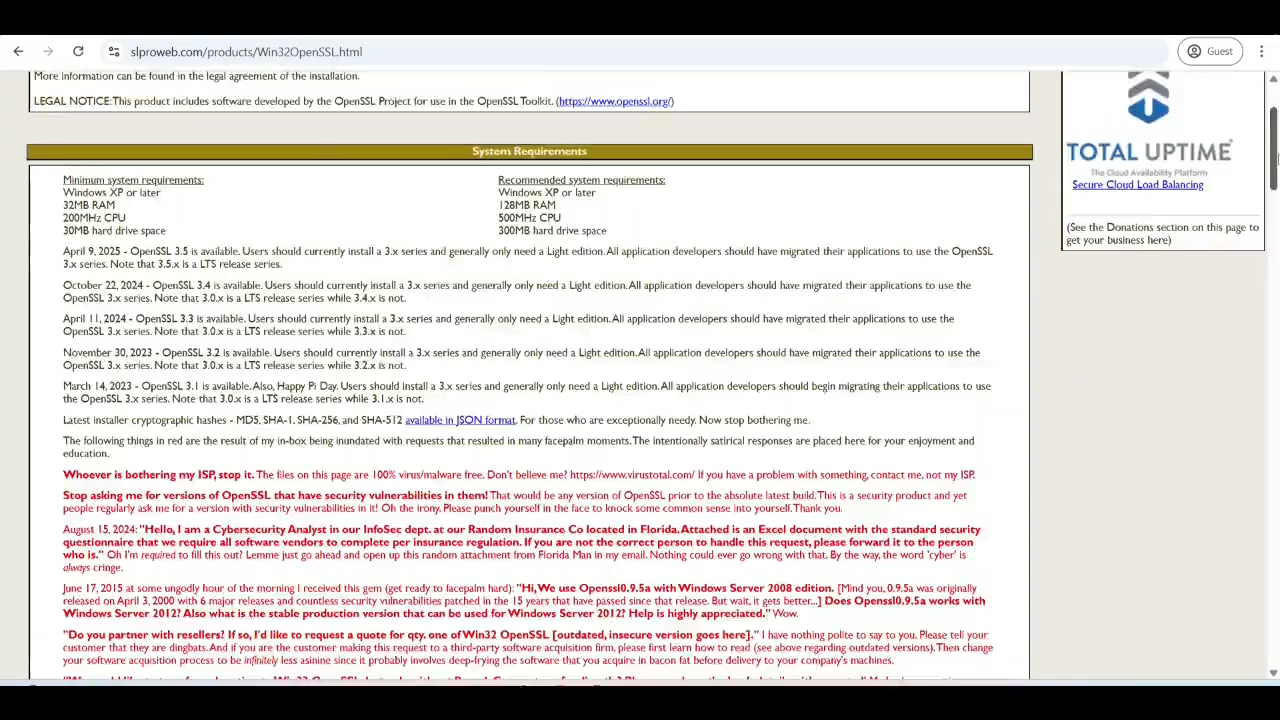 slproweb.com/products/Win32OpenSSL.html
Guest
More information can be found in the legal agreement of the installation.
LEGAL NOTICE: This product includes software developed by the OpenSSL Project for use in the OpenSSL Toolkit. (https://www.openssl.org/)
System Requirements
Minimum system requirements:
Windows XP or later
32MB RAM
200MHz CPU
30MB hard drive space
Recommended system requirements:
Windows XP or later
128MB RAM
500MHz CPU
300MB hard drive space
April 9, 2025 - OpenSSL 3.5 is available. Users should currently install a 3.x series and generally only need a Light edition. All application developers should have migrated their applications to use the OpenSSL
3.x series. Note that 3.5.x is a LTS release series.
October 22, 2024 - OpenSSL 3.4 is available. Users should currently install a 3.x series and generally only need a Light edition. All application developers should have migrated their applications to use the
OpenSSL 3.x series. Note that 3.0.x is a LTS release series while 3.4.x is not.
April 11, 2024 - OpenSSL 3.3 is available. Users should currently install a 3.x series and generally only need a Light edition. All application developers should have migrated their applications to use the
OpenSSL 3.x series. Note that 3.0.x is a LTS release series while 3.3.x is not.
November 30, 2023 - OpenSSL 3.2 is available. Users should currently install a 3.x series and generally only need a Light edition. All application developers should have migrated their applications to use the
OpenSSL 3.x series. Note that 3.0.x is a LTS release series while 3.2.x is not.
March 14, 2023 - OpenSSL 3.1 is available. Also, Happy Pi Day. Users should install a 3.x series and generally only need a Light edition. All application developers should begin migrating their applications to use
the OpenSSL 3.x series. Note that 3.0.x is a LTS release series while 3.1.x is not.
Latest installer cryptographic hashes - MD5, SHA-1, SHA-256, and SHA-512 available in JSON format. For those who are exceptionally needy. Now stop bothering me.
The following things in red are the result of my in-box being inundated with requests that resulted in many facepalm moments. The intentionally satirical responses are placed here for your enjoyment and
education.
Whoever is bothering my ISP, stop it. The files on this page are 100% virus/malware free. Don't believe me? https://www.virustotal.com/ If you have a problem with something, contact me, not my ISP.
Stop asking me for versions of OpenSSL that have security vulnerabilities in them! That would be any version of OpenSSL prior to the absolute latest build. This is a security product and yet
people regularly ask me for a version with security vulnerabilities in it! Oh the irony. Please punch yourself in the face to knock some common sense into yourself. Thank you.
August 15, 2024: "Hello, I am a Cybersecurity Analyst in our InfoSec dept. at our Random Insurance Co located in Florida. Attached is an Excel document with the standard security
questionnaire that we require all software vendors to complete per insurance regulation. If you are not the correct person to handle this request, please forward it to the person
who is." Oh I'm required to fill this out? Lemme just go ahead and open up this random attachment from Florida Man in my email. Nothing could ever go wrong with that. By the way, the word 'cyber' is
always cringe.
June 17, 2015 at some ungodly hour of the morning I received this gem (get ready to facepalm hard): "Hi, We use Openssl0.9.5a with Windows Server 2008 edition. [Mind you, 0.9.5a was originally
released on April 3, 2000 with 6 major releases and countless security vulnerabilities patched in the 15 years that have passed since that release. But wait, it gets better...] Does Openssl0.9.5a works with
Windows Server 2012? Also what is the stable production version that can be used for Windows Server 2012? Help is highly appreciated." Wow.
"Do you partner with resellers? If so, I'd like to request a quote for qty. one of Win32 OpenSSL [outdated, insecure version goes here]." I have nothing polite to say to you. Please tell your
customer that they are dingbats. And if you are the customer making this request to a third-party software acquisition firm, please first learn how to read (see above regarding outdated versions). Then change
your software acquisition process to be infinitely less asinine since it probably involves deep-frying the software that you acquire in bacon fat before delivery to your company's machines.
TOTAL UPTIME
The Cloud Availability Platform
Secure Cloud Load Balancing
(See the Donations section on this page to
get your business here)